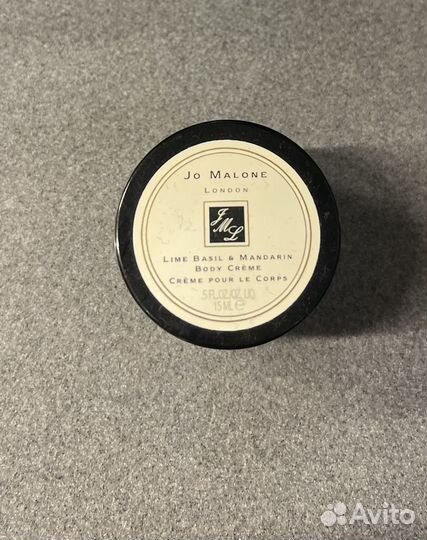 Jo Malone
London
JML
Lime Basil & Mandarin
Body Crème
Crème pour le Corps
.5 FL.OZ./OZ. LIQ.
15 ML ℮
Avito